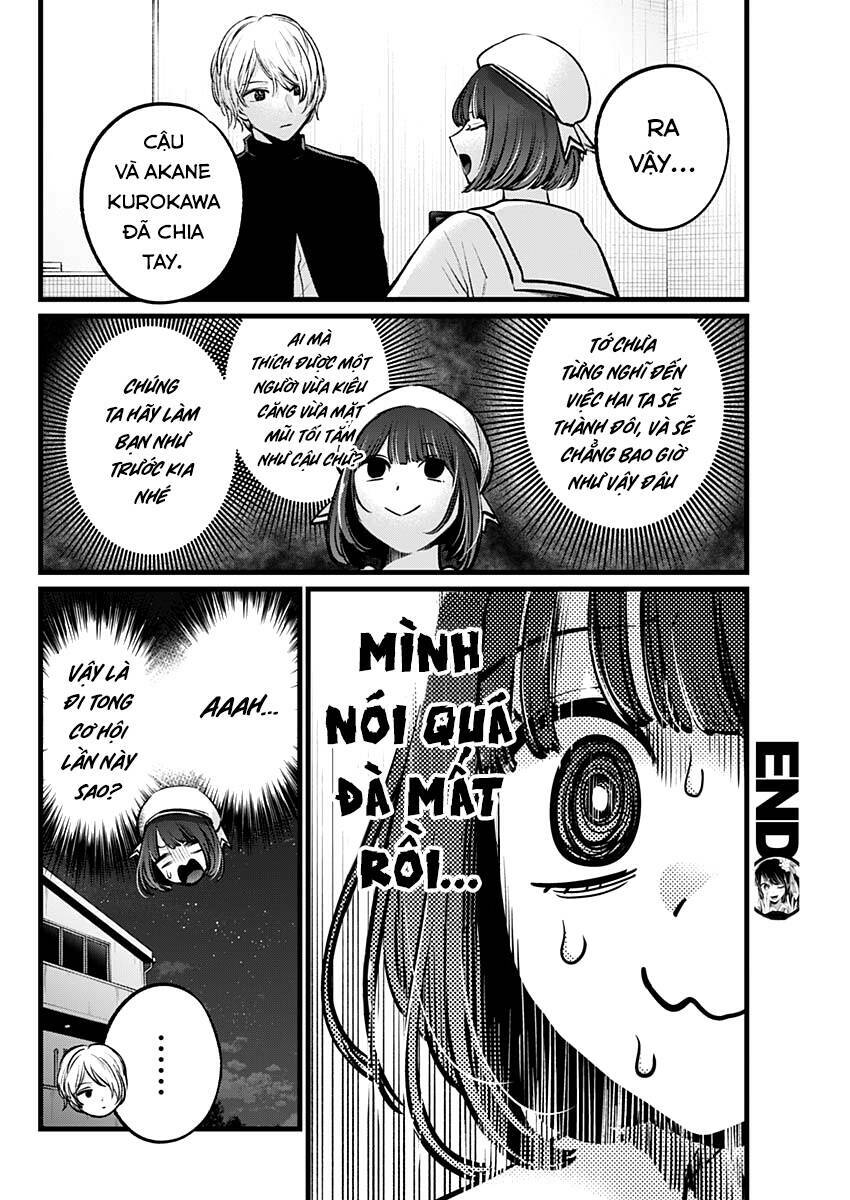 RA
VẬY...
CẬU
VÀ AKANE
KUROKAWA
ĐÃ CHIA
TAY.
TỚ CHƯA
TỪNG NGHĨ ĐẾN
VIỆC HAI TA SẼ
THÀNH ĐÔI, VÀ SẼ
CHẲNG BAO GIỜ
NHƯ VẬY ĐÂU
AI MÀ
THÍCH ĐƯỢC MỘT
NGƯỜI VỪA KIÊU
CĂNG VỪA MẶT
MŨI TỐI TĂM
NHƯ CẬU CHỨ?
CHÚNG
TA HÃY LÀM
BẠN NHƯ
TRƯỚC KIA
NHÉ
MÌNH
NÓI QUÁ
ĐÀ MẤT
RỒI...
AAAH...
VẬY LÀ
ĐI TONG
CƠ HỘI
LẦN NÀY
SAO?
......
END